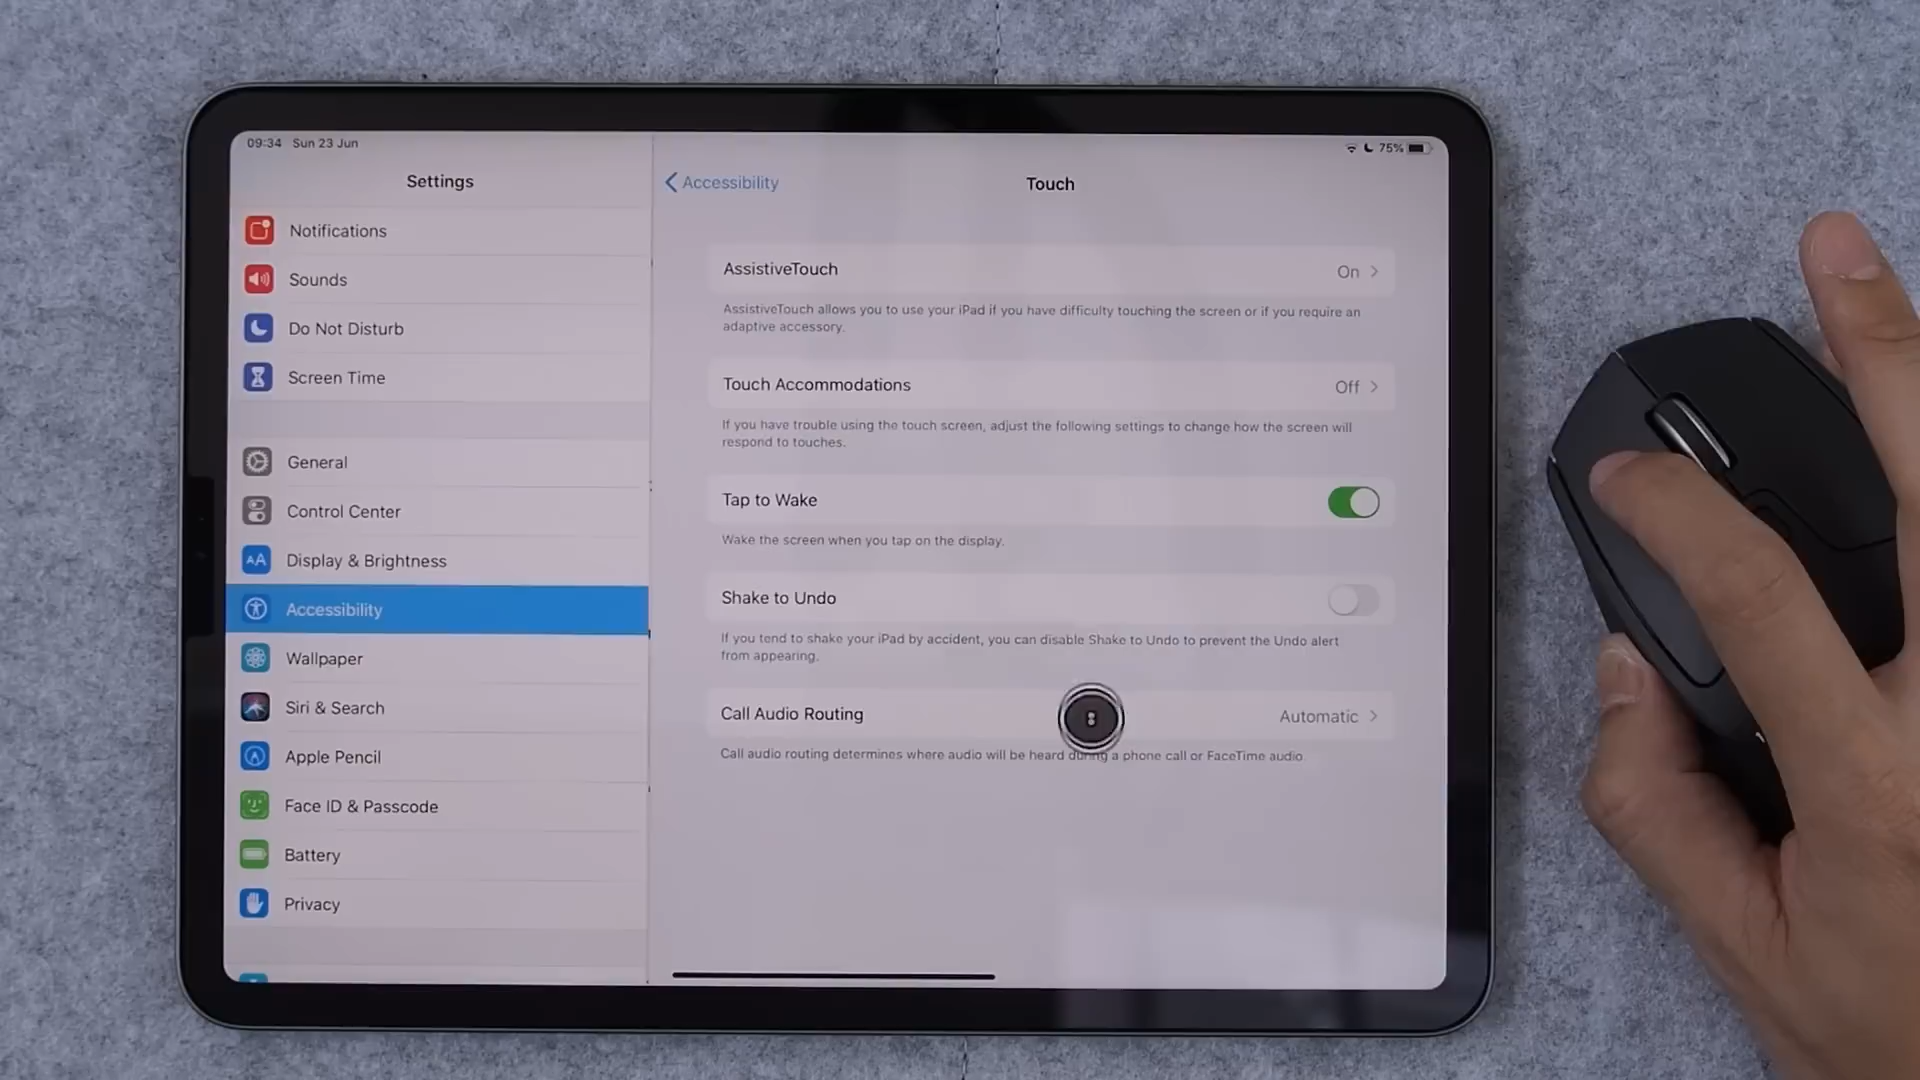 09:34 Sun 23 Jun
75%
Settings
Notifications
Sounds
Do Not Disturb
Screen Time
General
Control Center
AA
Display & Brightness
Accessibility
Wallpaper
Siri & Search
Apple Pencil
Face ID & Passcode
Battery
Privacy
Accessibility
Touch
AssistiveTouch
On
AssistiveTouch allows you to use your iPad if you have difficulty touching the screen or if you require an
adaptive accessory.
Touch Accommodations
Off
If you have trouble using the touch screen, adjust the following settings to change how the screen will
respond to touches.
Tap to Wake
Wake the screen when you tap on the display.
Shake to Undo
If you tend to shake your iPad by accident, you can disable Shake to Undo to prevent the Undo alert
from appearing.
Call Audio Routing
Automatic
Call audio routing determines where audio will be heard during a phone call or FaceTime audio.